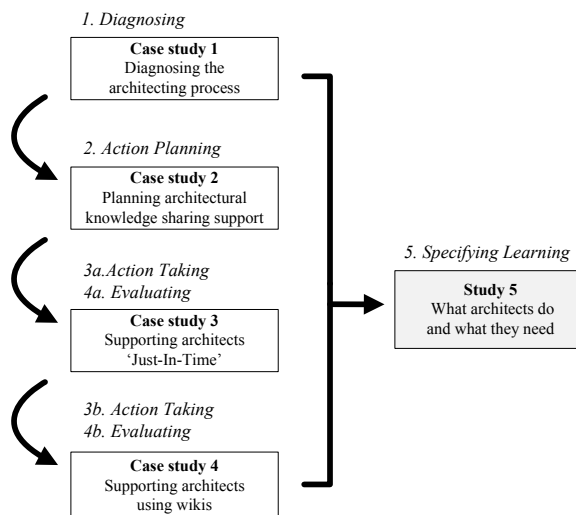 1. Diagnosing
Case study 1
Diagnosing the
architecting process
2. Action Planning
Case study 2
Planning architectural
knowledge sharing support
3a.Action Taking
4a. Evaluating
Case study 3
Supporting architects
‘Just-In-Time’
3b. Action Taking
4b. Evaluating
Case study 4
Supporting architects
using wikis
5. Specifying Learning
Study 5
What architects do
and what they need